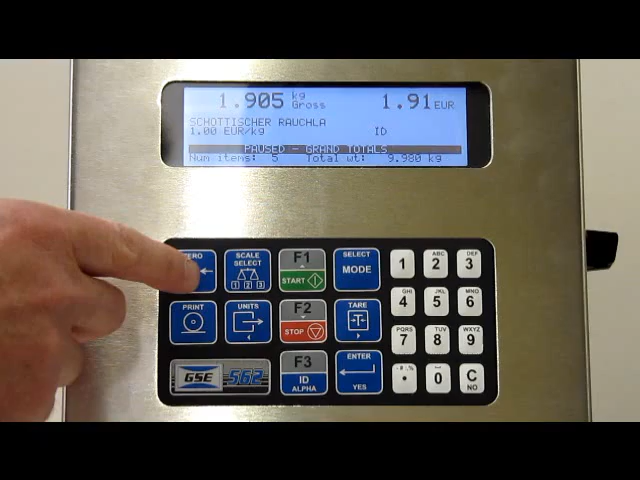 1.905 kg Gross 1.91 EUR
SCHOTTISCHER RAUCHLA
1.00 EUR/kg ID
PAUSED - GRAND TOTALS
Num items: 5 Total wt: 9.980 kg
ZERO SCALE SELECT 1 2 3 F1 START SELECT MODE 1 ABC 2 DEF 3
PRINT UNITS F2 STOP TARE T GHI 4 JKL 5 MNO 6
PQRS 7 TUV 8 WXYZ 9
GSE 562 F3 ID ALPHA ENTER YES 0 C NO